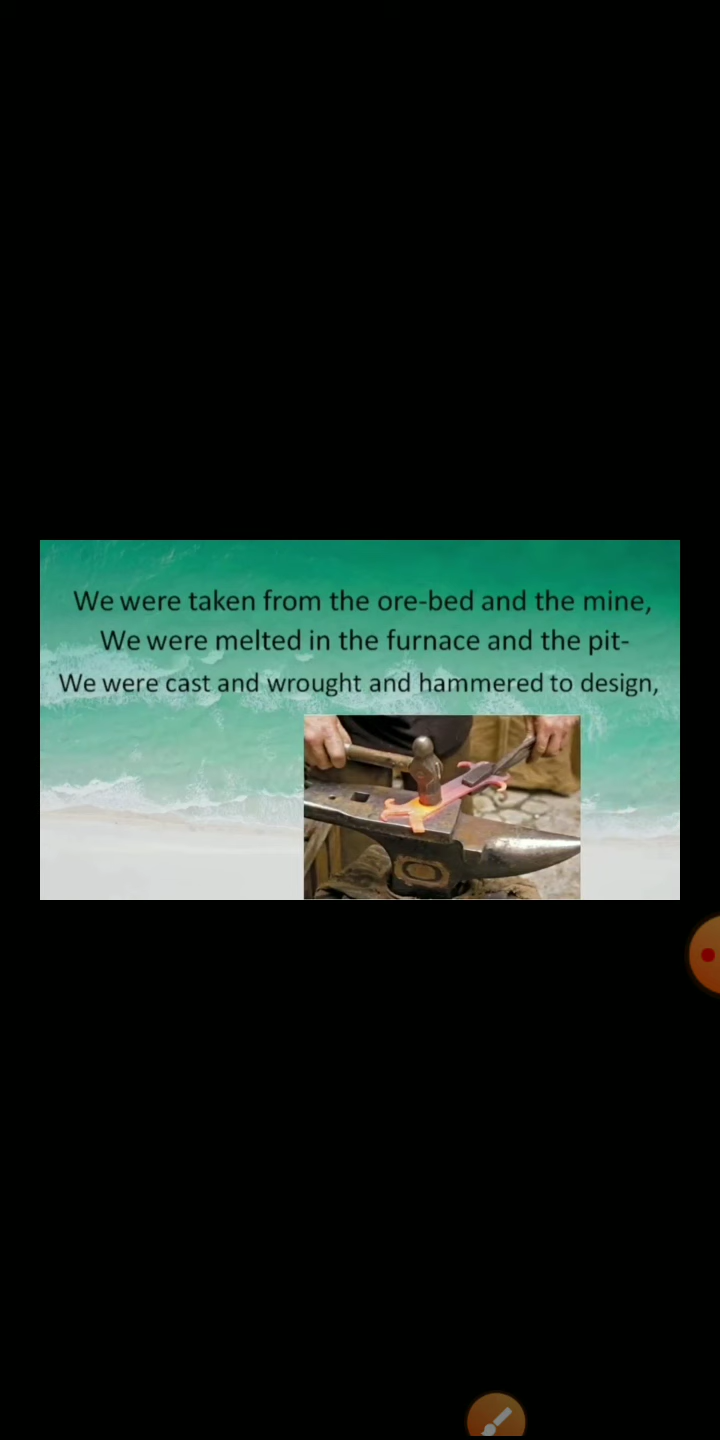 We were taken from the ore-bed and the mine,
We were melted in the furnace and the pit-
We were cast and wrought and hammered to design,